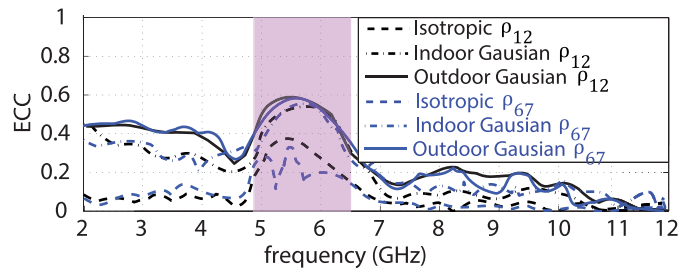 1
0.8
0.6
0.4
0.2
0
ECC
Isotropic ρ12
Indoor Gausian ρ12
Outdoor Gausian ρ12
Isotropic ρ67
Indoor Gausian ρ67
Outdoor Gausian ρ67
2 3 4 5 6 7 8 9 10 11 12
frequency (GHz)